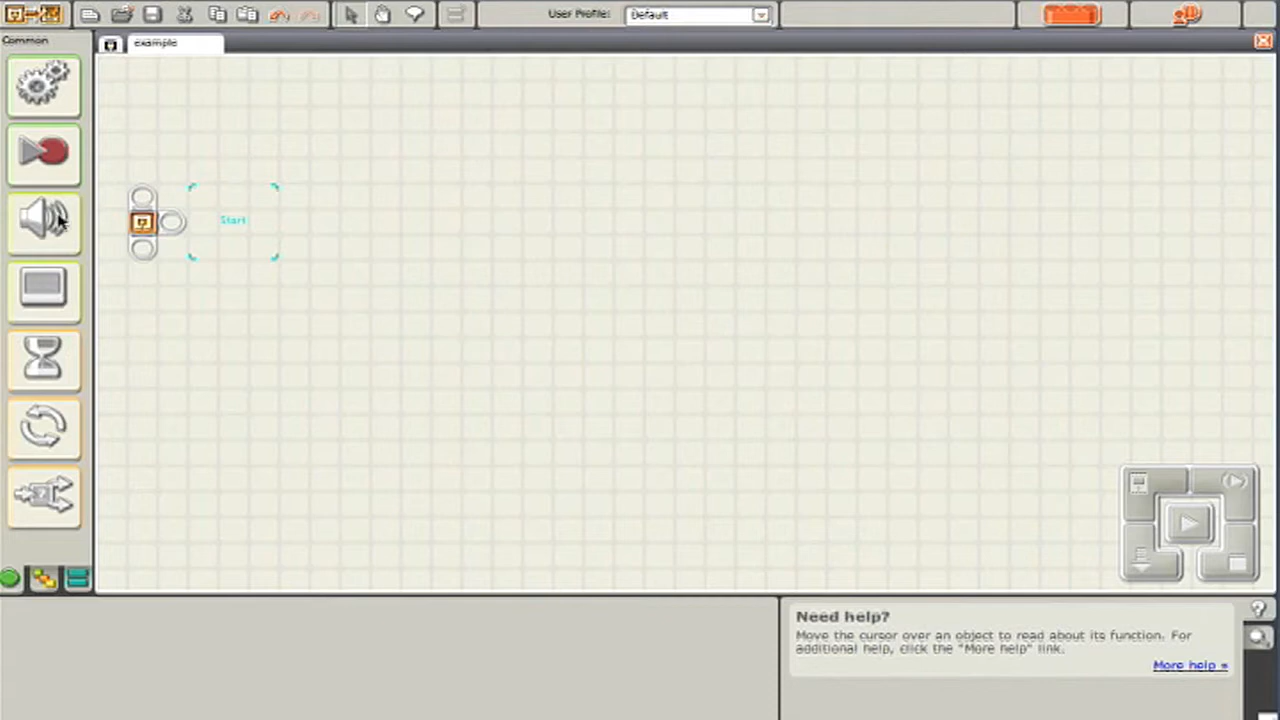 User Profile: Default
Common
example
Start
Need help?
Move the cursor over an object to read about its function. For
additional help, click the "More help" link.
More help »